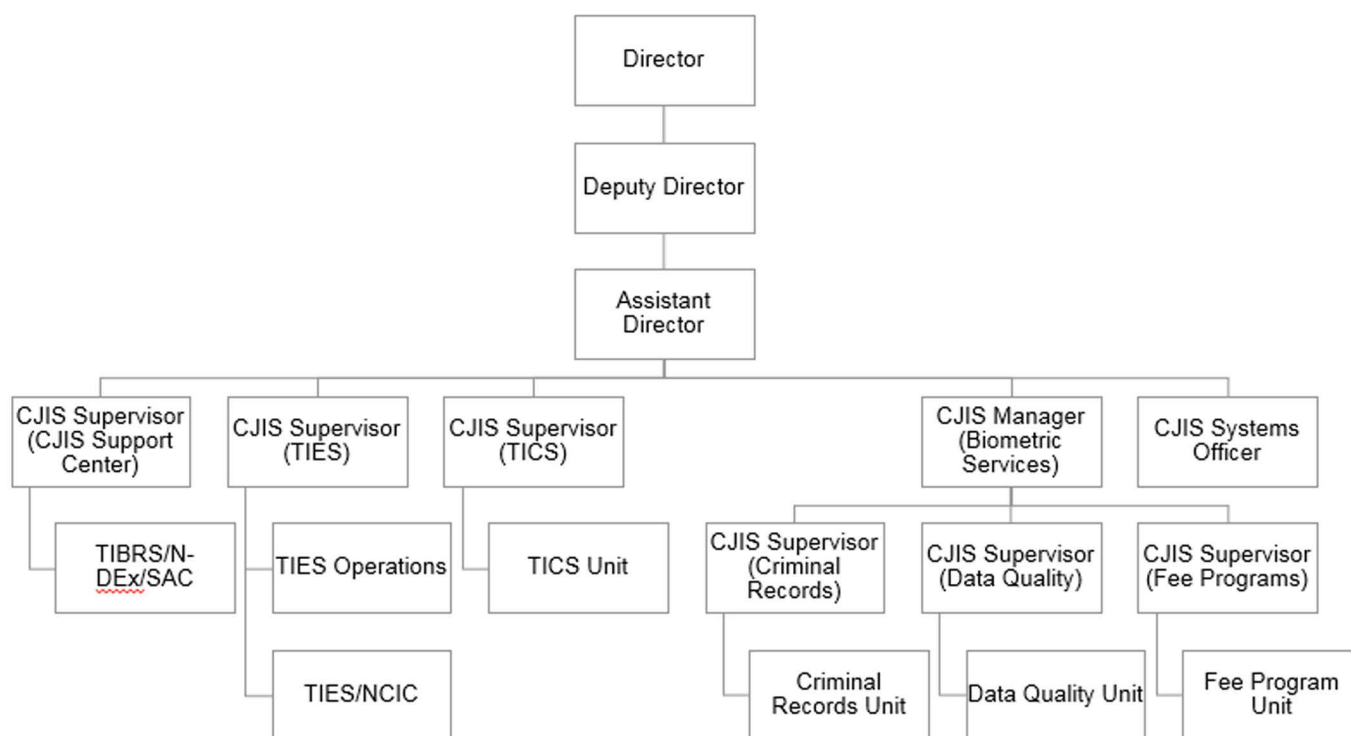 Director
Deputy Director
Assistant
Director
CJIS Supervisor
(CJIS Support
Center)
CJIS Supervisor
(TIES)
CJIS Supervisor
(TICS)
CJIS Manager
(Biometric
Services)
CJIS Systems
Officer
TIBRS/N-
DEx/SAC
TIES Operations
TICS Unit
CJIS Supervisor
(Criminal
Records)
CJIS Supervisor
(Data Quality)
CJIS Supervisor
(Fee Programs)
TIES/NCIC
Criminal
Records Unit
Data Quality Unit
Fee Program
Unit